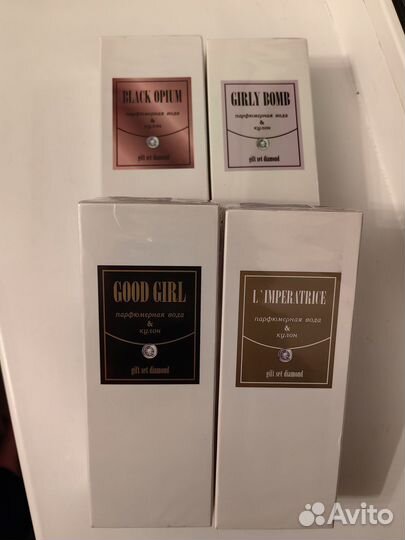 BLACK OPIUM
парфюмерная вода
&
кулон
gift set diamond
GIRLY BOMB
парфюмерная вода
&
кулон
gift set diamond
GOOD GIRL
парфюмерная вода
&
кулон
gift set diamond
L'IMPERATRICE
парфюмерная вода
&
кулон
gift set diamond
Avito